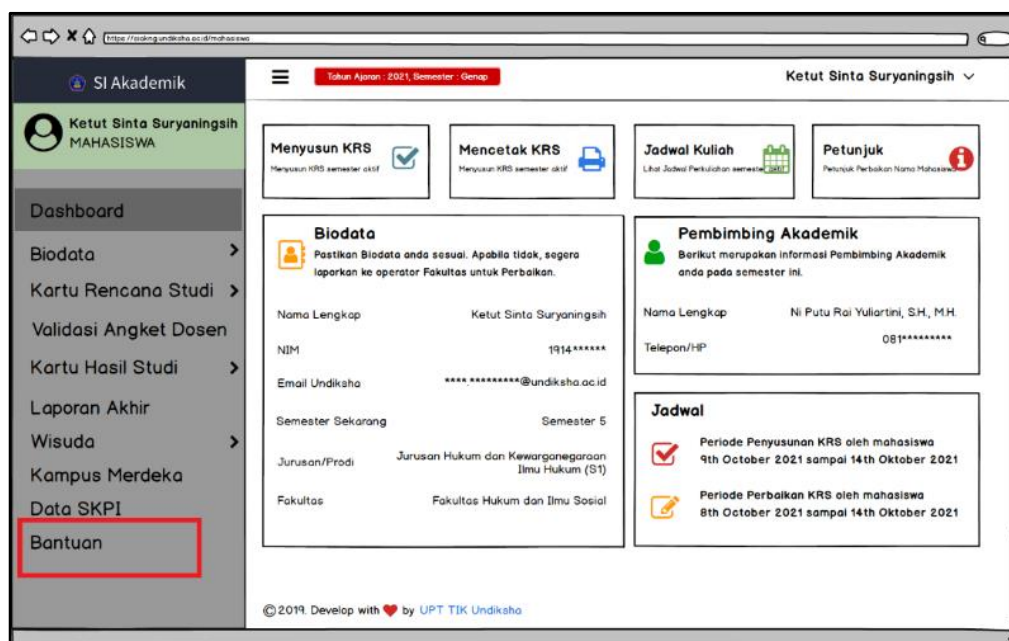 https://siakng.undiksha.ac.id/mahasiswa
SI Akademik
Tahun Ajaran : 2021, Semester : Genap
Ketut Sinta Suryaningsih
Ketut Sinta Suryaningsih
MAHASISWA
Dashboard
Biodata
Kartu Rencana Studi
Validasi Angket Dosen
Kartu Hasil Studi
Laporan Akhir
Wisuda
Kampus Merdeka
Data SKPI
Bantuan
Menyusun KRS
Menyusun KRS semester aktif
Mencetak KRS
Menyusun KRS semester aktif
Jadwal Kuliah
Lihat Jadwal Perkuliahan semester aktif
Petunjuk
Petunjuk Perbaikan Nama Mahasiswa
Biodata
Pastikan Biodata anda sesuai. Apabila tidak, segera
laporkan ke operator Fakultas untuk Perbaikan.
Nama Lengkap Ketut Sinta Suryaningsih
NIM 1914******
Email Undiksha ****.*********@undiksha.ac.id
Semester Sekarang Semester 5
Jurusan/Prodi Jurusan Hukum dan Kewarganegaraan
Ilmu Hukum (S1)
Fakultas Fakultas Hukum dan Ilmu Sosial
Pembimbing Akademik
Berikut merupakan informasi Pembimbing Akademik
anda pada semester ini.
Nama Lengkap Ni Putu Rai Yuliartini, S.H., M.H.
Telepon/HP 081*********
Jadwal
Periode Penyusunan KRS oleh mahasiswa
9th October 2021 sampai 14th Oktober 2021
Periode Perbaikan KRS oleh mahasiswa
8th October 2021 sampai 14th Oktober 2021
©2019. Develop with ❤ by UPT TIK Undiksha